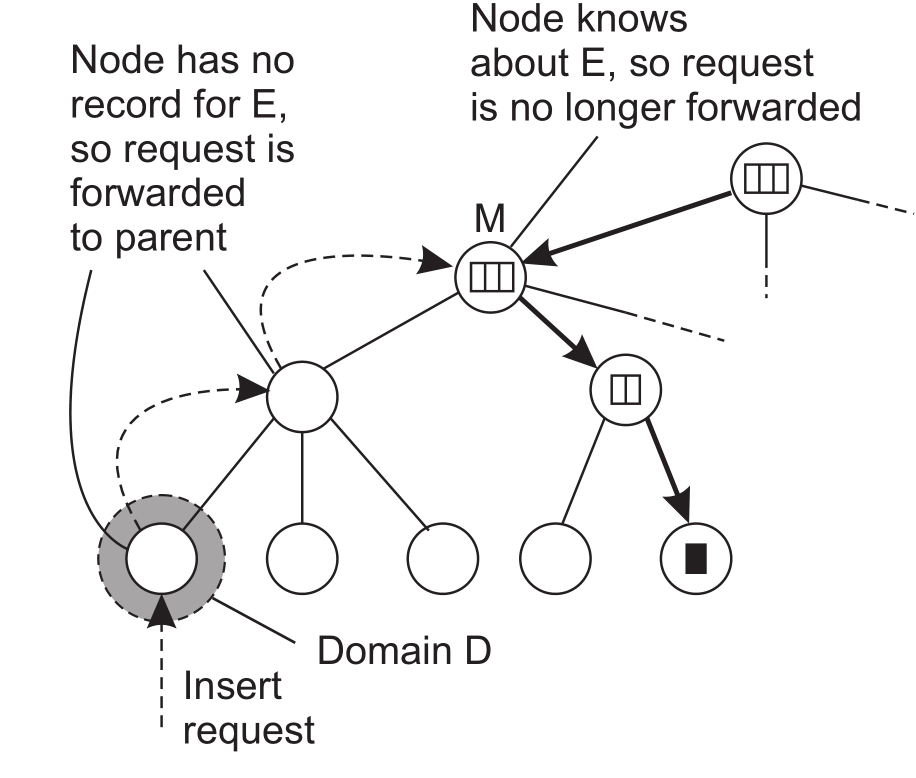 Node has no
record for E,
so request is
forwarded
to parent
Node knows
about E, so request
is no longer forwarded
M
Domain D
Insert
request